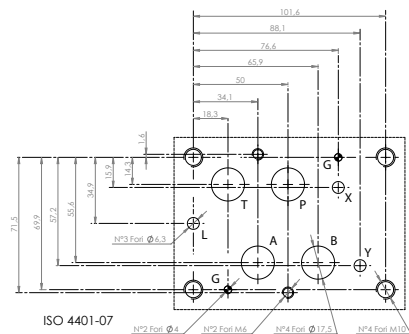 101,6
88,1
76,6
65,9
50
34,1
18,3
1,6
14,3
15,9
34,9
55,6
57,2
69,9
71,5
G
X
T
P
L
N°3 Fori Ø6,3
A
B
Y
G
ISO 4401-07
N°2 Fori Ø4
N°2 Fori M6
N°4 Fori Ø17,5
N°4 Fori M10